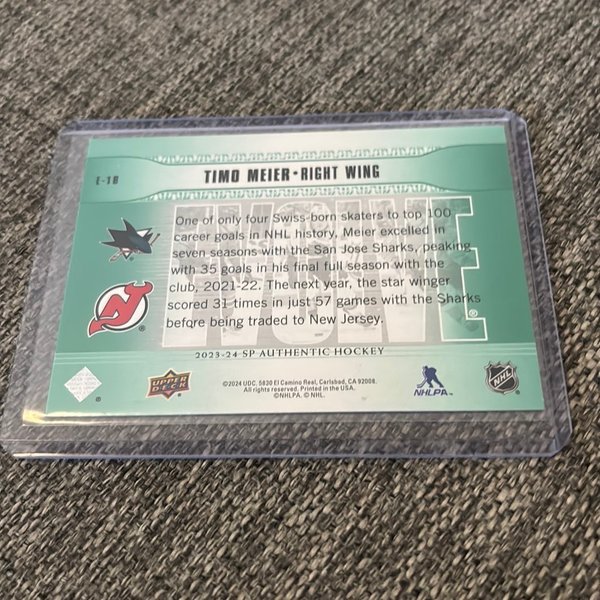 TIMO MEIER • RIGHT WING
E-18
One of only four Swiss-born skaters to top 100
career goals in NHL history, Meier excelled in
seven seasons with the San Jose Sharks, peaking
with 35 goals in his final full season with the
club, 2021-22. The next year, the star winger
scored 31 times in just 57 games with the Sharks
before being traded to New Jersey.
2023-24 SP AUTHENTIC HOCKEY
UPPER
DECK
©2024 UDC. 5830 El Camino Real, Carlsbad, CA 92008.
All rights reserved. Printed in the USA.
©NHLPA. © NHL.
NHLPA
NHL